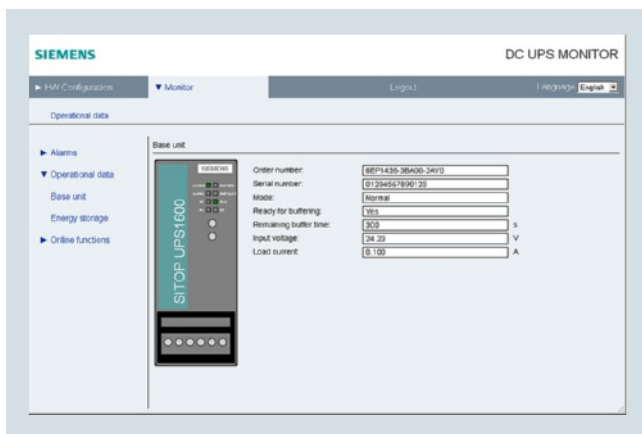 SIEMENS
DC UPS MONITOR
► H/W Configuration ▼ Monitor Logout Language English
Operational data
► Alarms
▼ Operational data
Base unit
Energy storage
► Online functions
Base unit
SIEMENS
SITOP UPS1600
Order number: 6EP1436-3BA00-2AY0
Serial number: 01234567890123
Mode: Normal
Ready for buffering: Yes
Remaining buffer time: 300 s
Input voltage: 24.23 V
Load current: 0.100 A